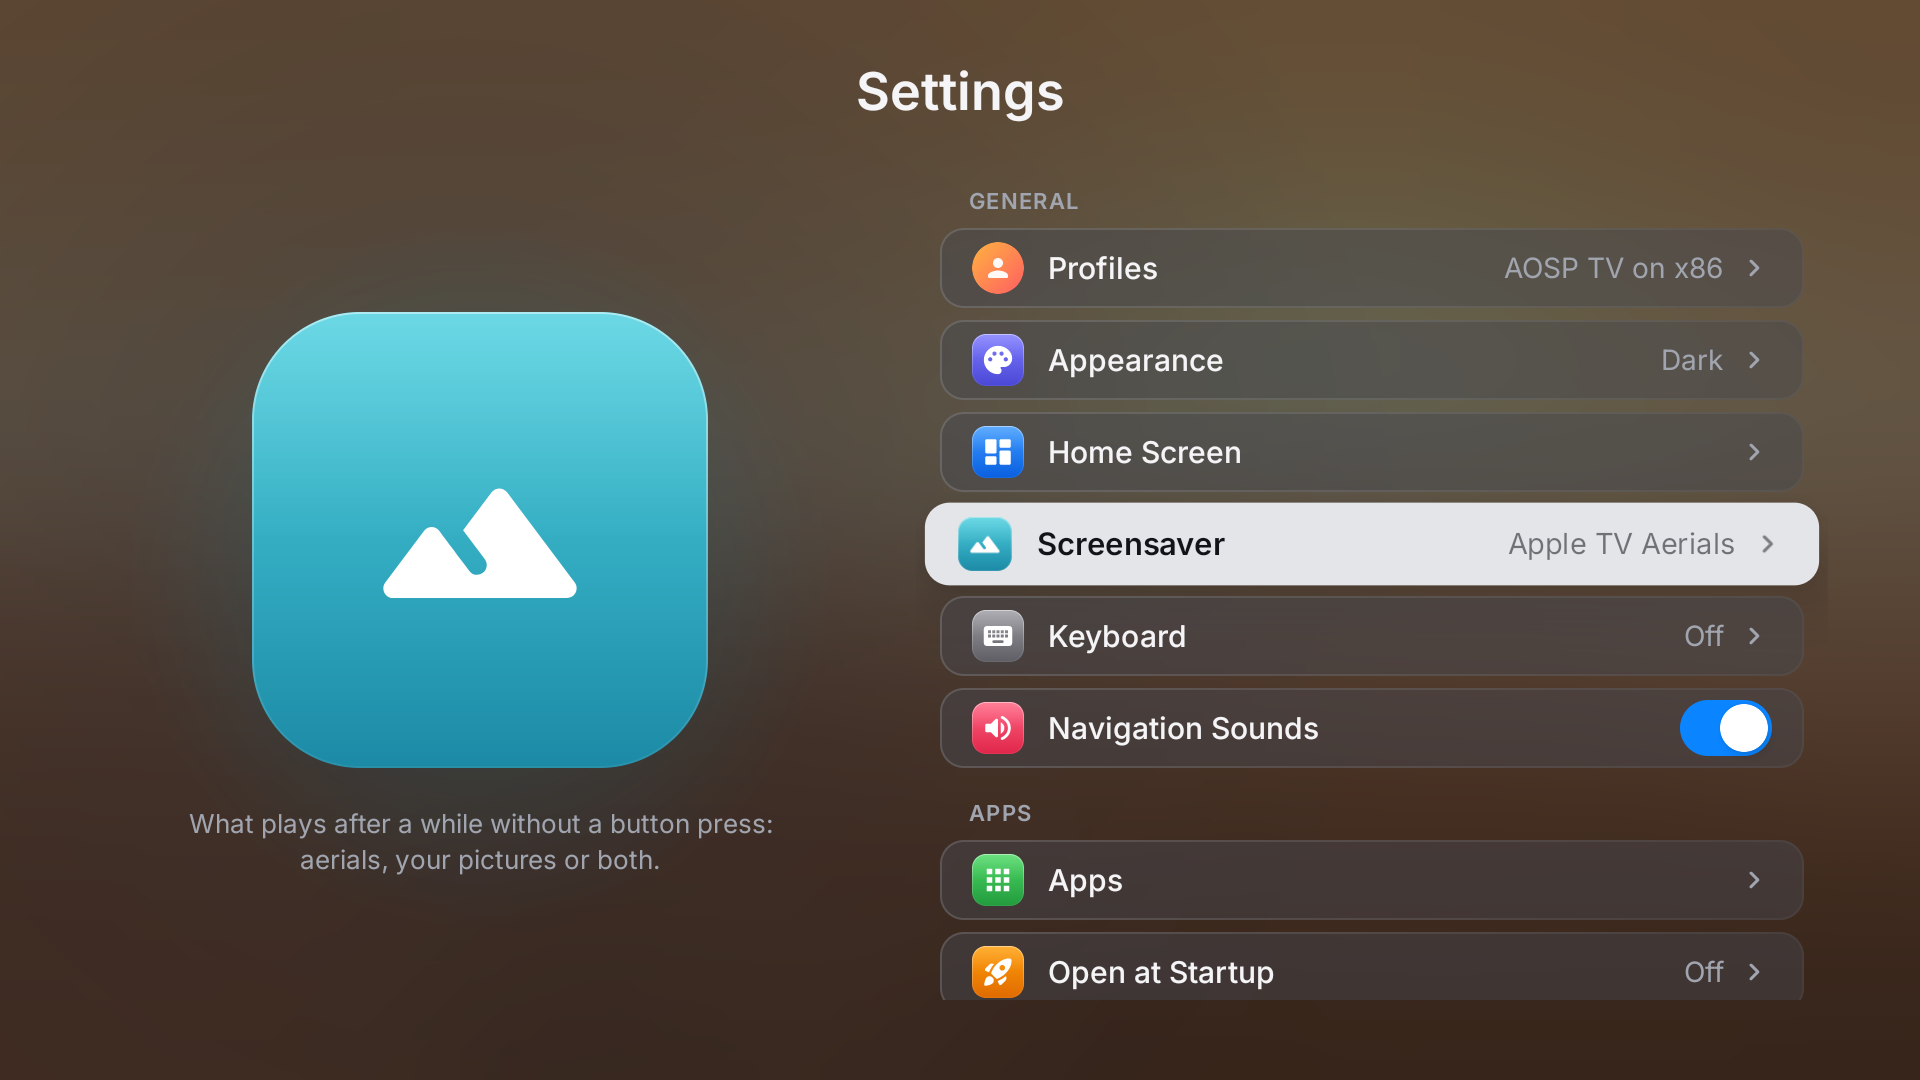 Settings
GENERAL
Profiles AOSP TV on x86
Appearance Dark
Home Screen
Screensaver Apple TV Aerials
Keyboard Off
Navigation Sounds
APPS
Apps
Open at Startup Off
What plays after a while without a button press:
aerials, your pictures or both.